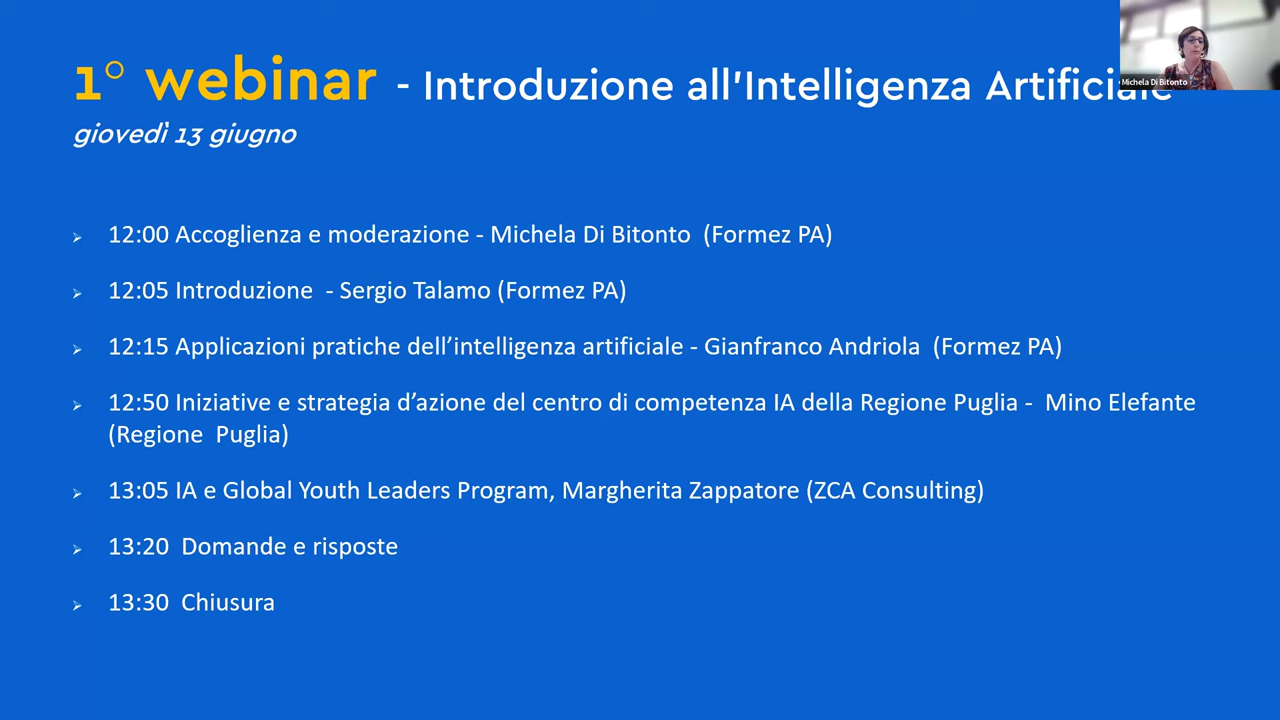 1° webinar - Introduzione all'Intelligenza Artificiale
Michela Di Bitonto
giovedì 13 giugno
12:00 Accoglienza e moderazione - Michela Di Bitonto (Formez PA)
12:05 Introduzione - Sergio Talamo (Formez PA)
12:15 Applicazioni pratiche dell’intelligenza artificiale - Gianfranco Andriola (Formez PA)
12:50 Iniziative e strategia d’azione del centro di competenza IA della Regione Puglia - Mino Elefante
(Regione Puglia)
13:05 IA e Global Youth Leaders Program, Margherita Zappatore (ZCA Consulting)
13:20 Domande e risposte
13:30 Chiusura